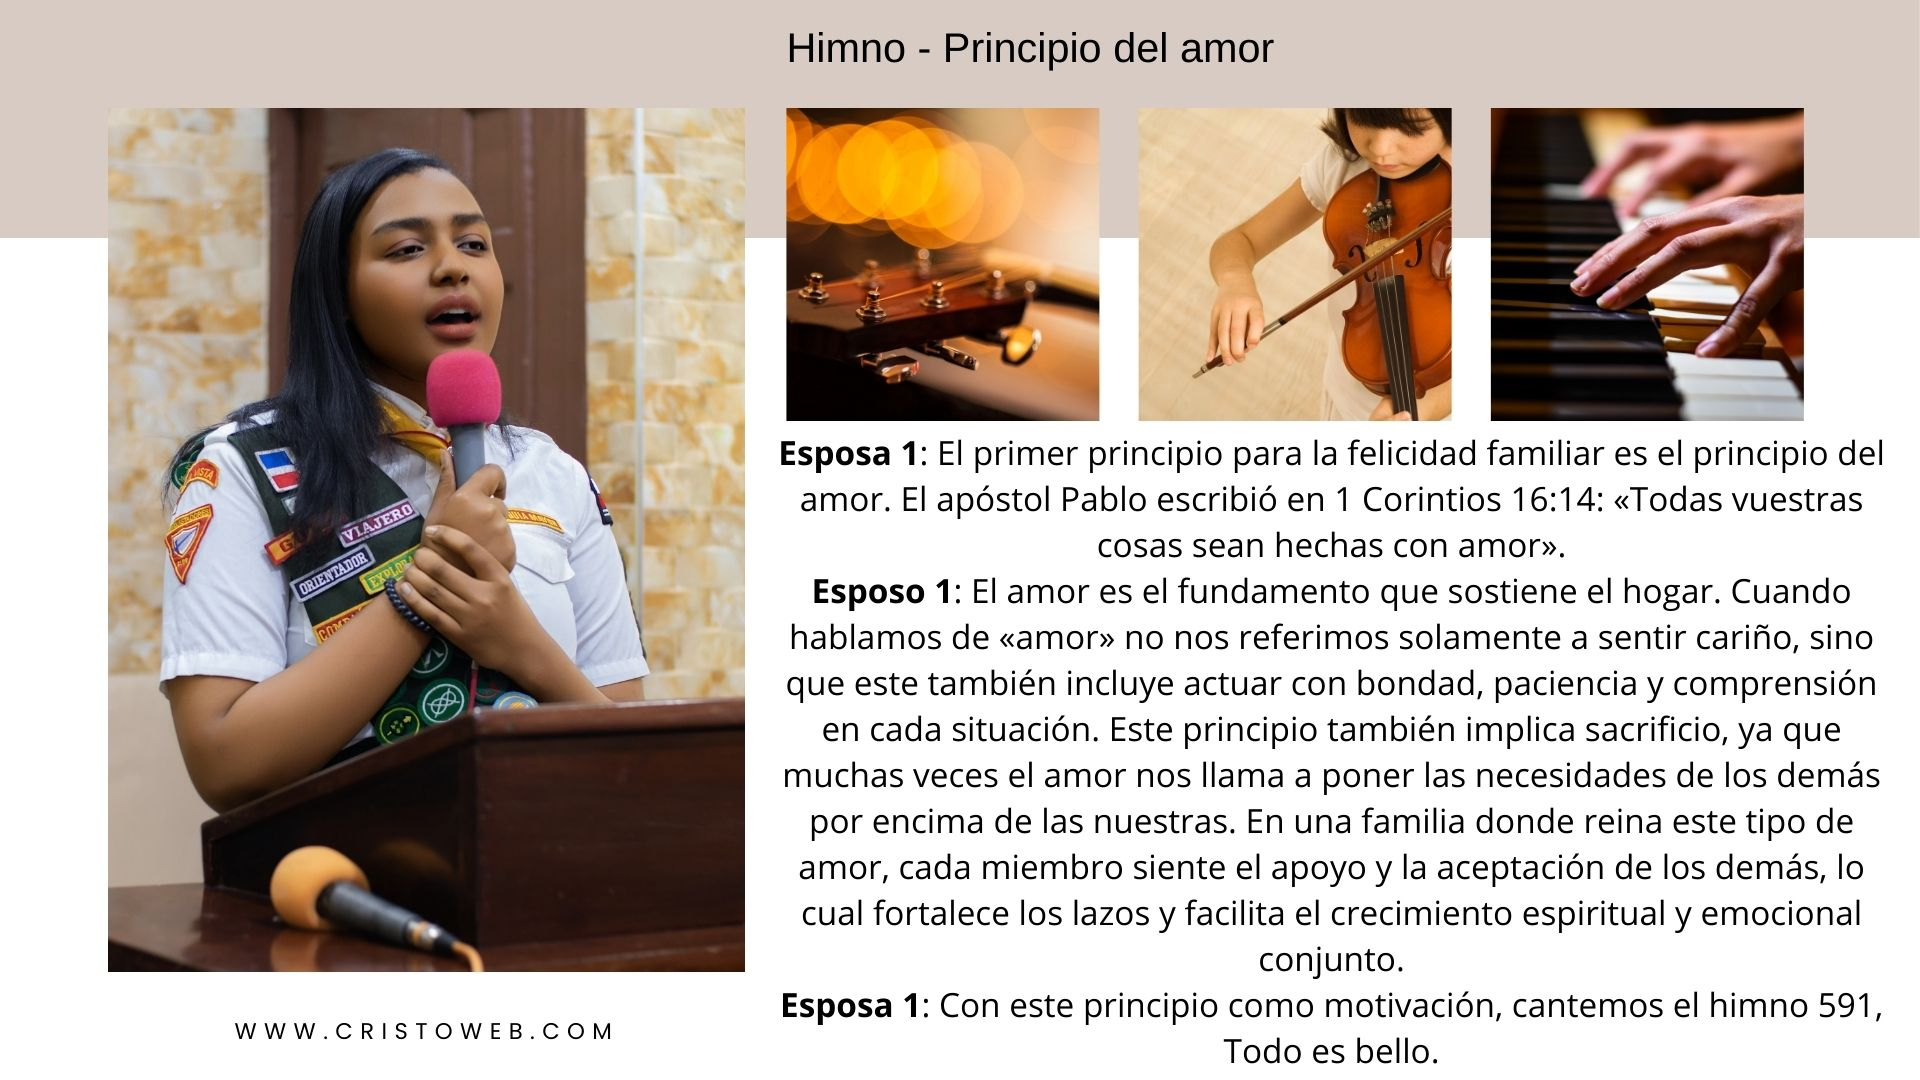 Himno - Principio del amor
VIAJERO
ORIENTADOR
Esposa 1: El primer principio para la felicidad familiar es el principio del
amor. El apóstol Pablo escribió en 1 Corintios 16:14: «Todas vuestras
cosas sean hechas con amor».
Esposo 1: El amor es el fundamento que sostiene el hogar. Cuando
hablamos de «amor» no nos referimos solamente a sentir cariño, sino
que este también incluye actuar con bondad, paciencia y comprensión
en cada situación. Este principio también implica sacrificio, ya que
muchas veces el amor nos llama a poner las necesidades de los demás
por encima de las nuestras. En una familia donde reina este tipo de
amor, cada miembro siente el apoyo y la aceptación de los demás, lo
cual fortalece los lazos y facilita el crecimiento espiritual y emocional
conjunto.
Esposa 1: Con este principio como motivación, cantemos el himno 591,
Todo es bello.
WWW.CRISTOWEB.COM